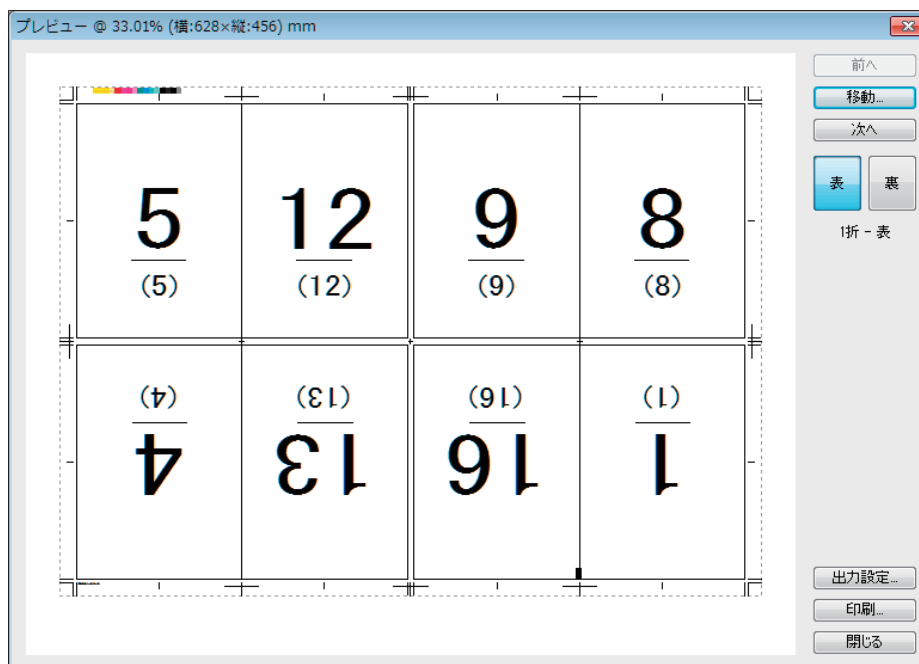 プレビュー @ 33.01% (横:628×縦:456) mm
前へ
移動...
次へ
表 裏
1折 - 表
5 12 9 8
(5) (12) (9) (8)
(4) (13) (16) (1)
4 13 16 1
出力設定...
印刷...
閉じる